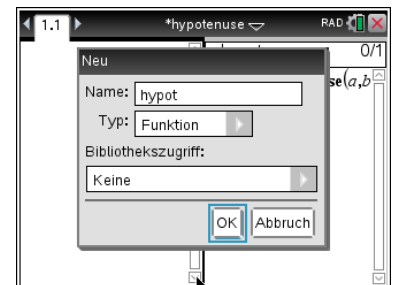 1.1 *hypotenuse RAD
0/1
Neu
se(a,b
Name: hypot
Typ: Funktion
Bibliothekszugriff:
Keine
OK Abbruch